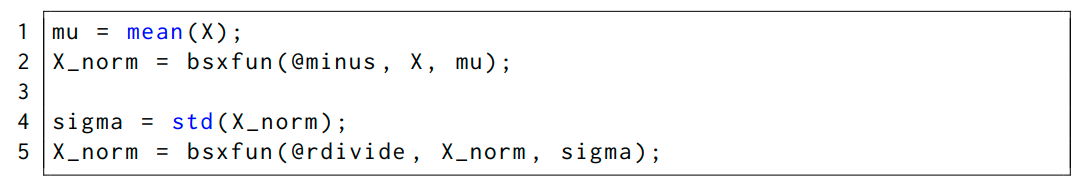 1 mu = mean(X);
2 X_norm = bsxfun(@minus, X, mu);
3
4 sigma = std(X_norm);
5 X_norm = bsxfun(@rdivide, X_norm, sigma);